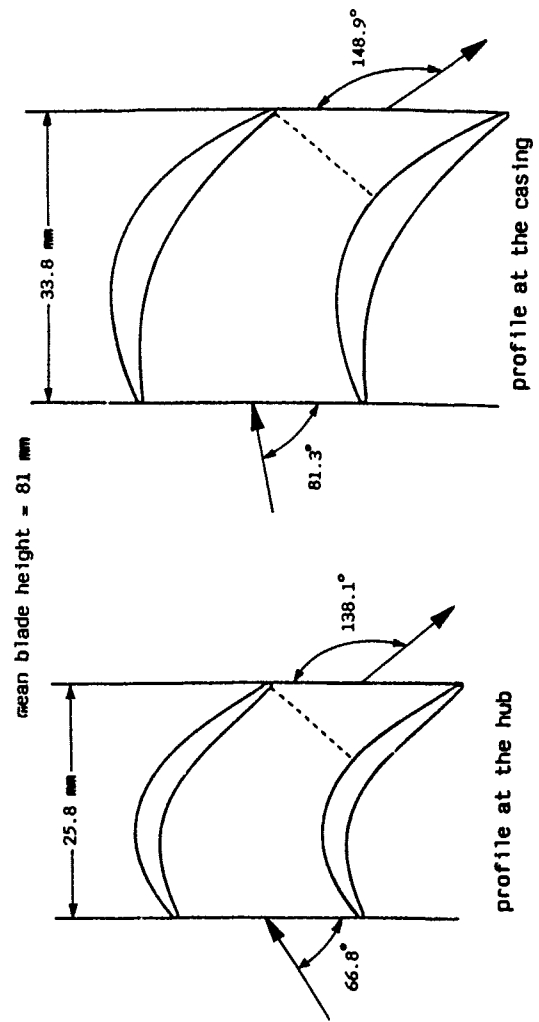 mean blade height = 81 mm
25.8 mm
66.8°
138.1°
profile at the hub
33.8 mm
81.3°
148.9°
profile at the casing